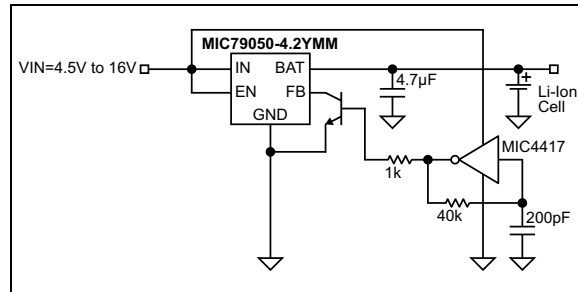 MIC79050-4.2YMM
VIN=4.5V to 16V
IN
BAT
EN
FB
GND
4.7µF
+
Li-Ion
Cell
MIC4417
1k
40k
200pF